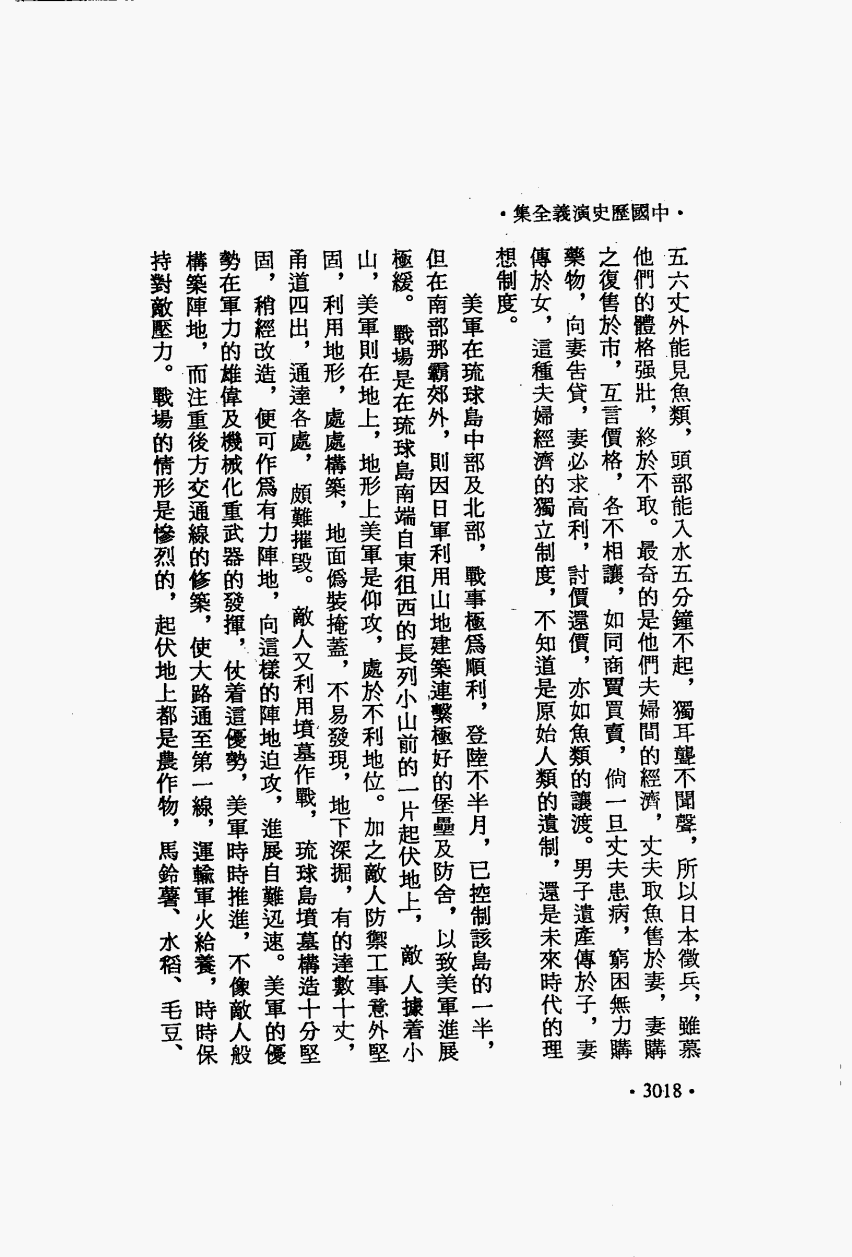 ·中國歷史演義全集·
五六丈外能見魚類，頭部能入水五分鐘不起，獨耳聾不聞聲，所以日本徵兵，雖慕
他們的體格强壯，終於不取。最奇的是他們夫婦間的經濟，丈夫取魚售於妻，妻購
之復售於市，互言價格，各不相讓，如同商賈買賣，倘一旦丈夫患病，窮困無力購
藥物，向妻告貸，妻必求高利，討價還價，亦如魚類的讓渡。男子遺產傳於子，妻
傳於女，這種夫婦經濟的獨立制度，不知道是原始人類的遺制，還是未來時代的理
想制度。
美軍在琉球島中部及北部，戰事極爲順利，登陸不半月，已控制該島的一半，
但在南部那霸郊外，則因日軍利用山地建築連繫極好的堡壘及防舍，以致美軍進展
極緩。戰場是在琉球島南端自東徂西的長列小山前的一片起伏地上，敵人據着小
山，美軍則在地上，地形上美軍是仰攻，處於不利地位。加之敵人防禦工事意外堅
固，利用地形，處處構築，地面僞裝掩蓋，不易發現，地下深掘，有的達數十丈，
甬道四出，通達各處，頗難摧毀。敵人又利用墳墓作戰，琉球島墳墓構造十分堅
固，稍經改造，便可作爲有力陣地，向這樣的陣地迫攻，進展自難迅速。美軍的優
勢在軍力的雄偉及機械化重武器的發揮，仗着這優勢，美軍時時推進，不像敵人般
構築陣地，而注重後方交通線的修築，使大路通至第一線，運輸軍火給養，時時保
持對敵壓力。戰場的情形是慘烈的，起伏地上都是農作物，馬鈴薯、水稻、毛豆、
·3018·